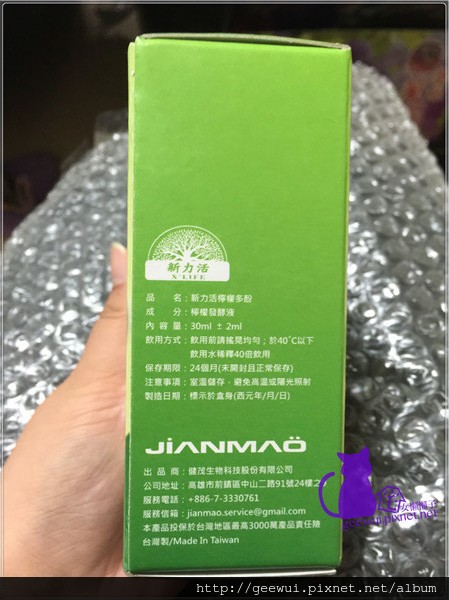 新力活
X'LIFE
品　名：新力活檸檬多酚
成　分：檸檬發酵液
內 容 量：30ml ± 2ml
飲用方式：飲用前請搖晃均勻；於40°C以下
飲用水稀釋40倍飲用
保存期限：24個月(未開封且正常保存)
注意事項：室溫儲存，避免高溫或陽光照射
製造日期：標示於盒身(西元年/月/日)
JIANMAO
出 品 商：健茂生物科技股份有限公司
公司地址：高雄市前鎮區中山二路91號24樓之
服務電話：+886-7-3330761
服務信箱：jianmao.service@gmail.com
本產品投保於台灣地區最高3000萬產品責任險
台灣製/Made In Taiwan
geewui.pixnet.net
http://geewui.pixnet.net/album